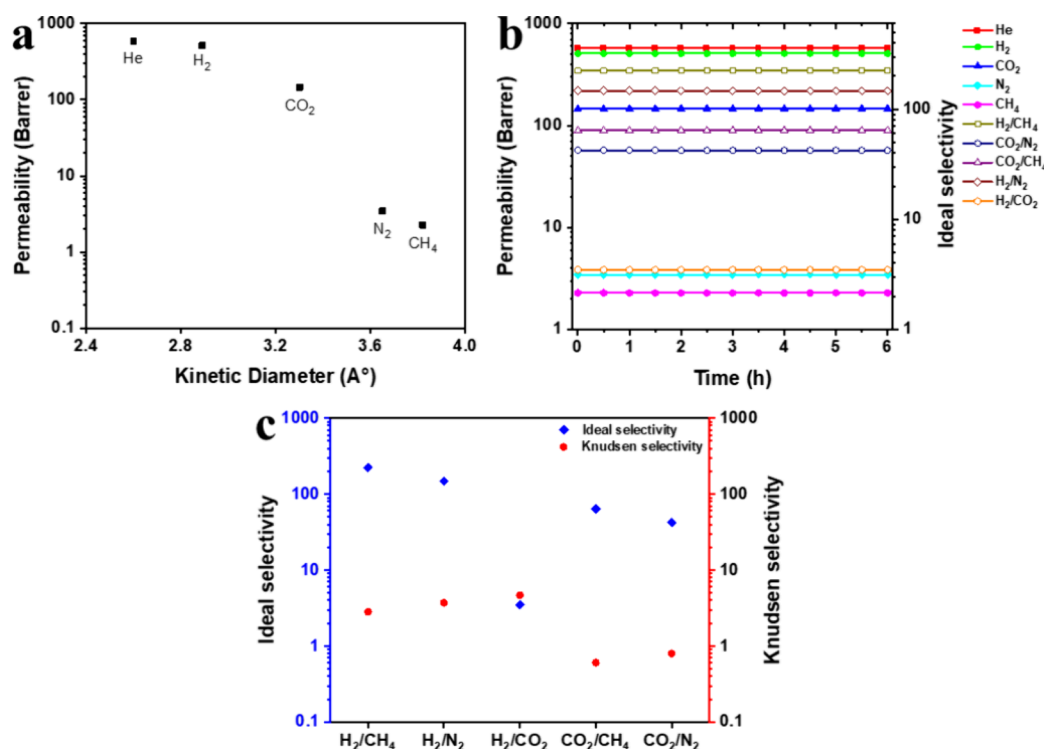 a
1000
100
10
1
0.1
Permeability (Barrer)
He
H₂
CO₂
N₂
CH₄
2.4 2.8 3.2 3.6 4.0
Kinetic Diameter (A°)
b
1000
100
10
1
Permeability (Barrer)
100
10
1
Ideal selectivity
0 1 2 3 4 5 6
Time (h)
He
H₂
CO₂
N₂
CH₄
H₂/CH₄
CO₂/N₂
CO₂/CH₄
H₂/N₂
H₂/CO₂
c
1000
100
10
1
0.1
Ideal selectivity
Ideal selectivity
Knudsen selectivity
1000
100
10
1
0.1
Knudsen selectivity
H₂/CH₄ H₂/N₂ H₂/CO₂ CO₂/CH₄ CO₂/N₂